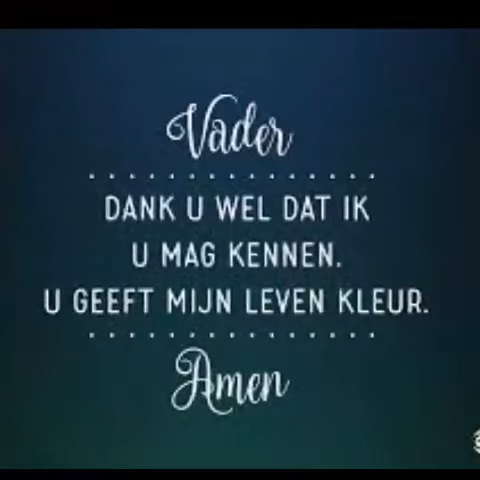 Vader
DANK U WEL DAT IK
U MAG KENNEN.
U GEEFT MIJN LEVEN KLEUR.
Amen